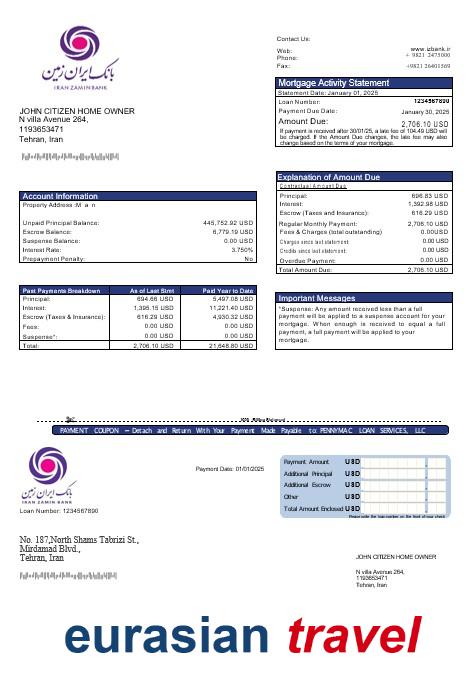 بانک ایران زمین
IRAN ZAMIN BANK
Contact Us:
Web: www.izbank.ir
Phone: + 9821 2475000
Fax: +9821 26401569
JOHN CITIZEN HOME OWNER
N villa Avenue 264,
1193653471
Tehran, Iran
Mortgage Activity Statement
Statement Date: January 01, 2025
Loan Number: 1234567890
Payment Due Date: January 30, 2025
Amount Due: 2,706.10 USD
If payment is received after 30/01/25, a late fee of 104.49 USD will
be charged. If the Amount Due changes, the late fee may also
change based on the terms of your mortgage.
Account Information
Property Address: M a n
Unpaid Principal Balance: 445,752.92 USD
Escrow Balance: 6,779.19 USD
Suspense Balance: 0.00 USD
Interest Rate: 3.750%
Prepayment Penalty: No
Explanation of Amount Due
Contractual Amount Due
Principal: 696.83 USD
Interest: 1,392.98 USD
Escrow (Taxes and Insurance): 616.29 USD
Regular Monthly Payment: 2,706.10 USD
Fees & Charges (total outstanding) 0.00USD
Charges since last statement: 0.00 USD
Credits since last statement: 0.00 USD
Overdue Payment: 0.00 USD
Total Amount Due: 2,706.10 USD
Past Payments Breakdown As of Last Stmt Paid Year to Date
Principal: 694.66 USD 5,497.08 USD
Interest: 1,395.15 USD 11,221.40 USD
Escrow (Taxes & Insurance): 616.29 USD 4,930.32 USD
Fees: 0.00 USD 0.00 USD
Suspense*: 0.00 USD 0.00 USD
Total: 2,706.10 USD 21,648.80 USD
Important Messages
*Suspense: Any amount received less than a full
payment will be applied to a suspense account for your
mortgage. When enough is received to equal a full
payment, a full payment will be applied to your
mortgage.
PAYMENT COUPON – Detach and Return With Your Payment Made Payable to: PENNYMAC LOAN SERVICES, LLC
بانک ایران زمین
IRAN ZAMIN BANK
Loan Number: 1234567890
Payment Date: 01/01/2025
Payment Amount USD
Additional Principal USD
Additional Escrow USD
Other USD
Total Amount Enclosed USD
Please write the loan number on the front of your check
No. 187,North Shams Tabrizi St.,
Mirdamad Blvd.,
Tehran, Iran
JOHN CITIZEN HOME OWNER
N villa Avenue 264,
1193653471
Tehran, Iran
eurasian travel